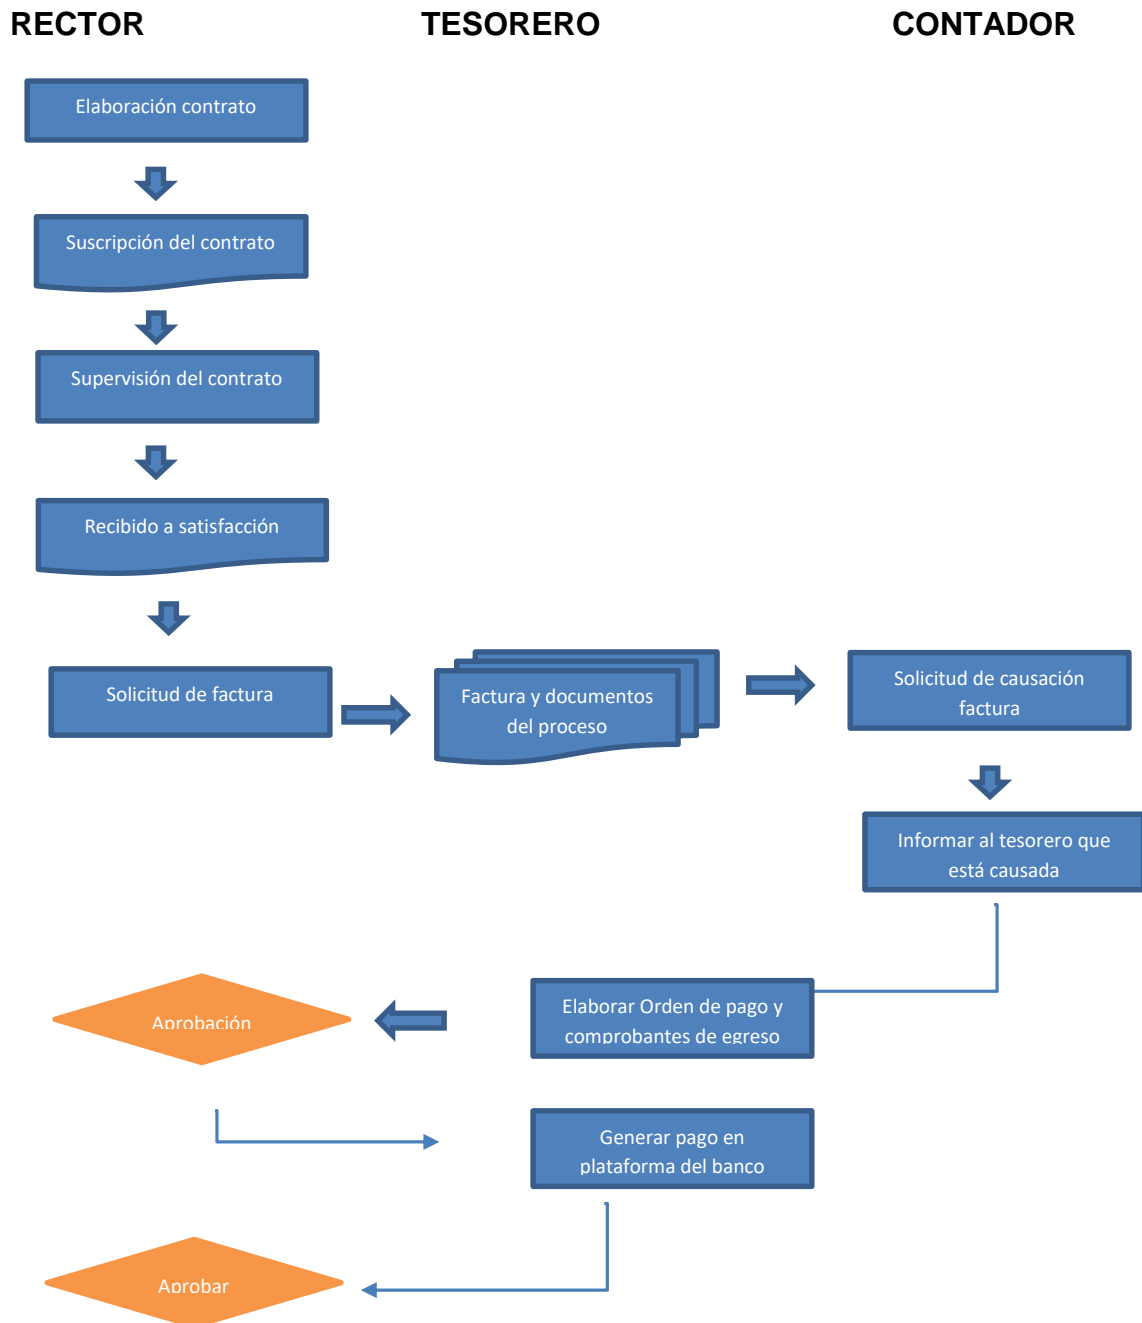 RECTOR TESORERO CONTADOR
Elaboración contrato
Suscripción del contrato
Supervisión del contrato
Recibido a satisfacción
Solicitud de factura
Factura y documentos
del proceso
Solicitud de causación
factura
Informar al tesorero que
está causada
Elaborar Orden de pago y
comprobantes de egreso
Aprobación
Generar pago en
plataforma del banco
Aprobar